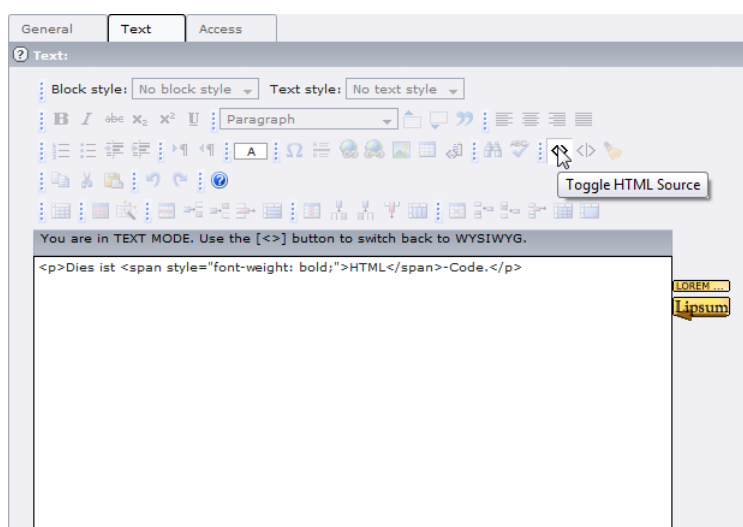 General Text Access
Text:
Block style: No block style Text style: No text style
B I abc x₂ x² U Paragraph
A Ω ABC <>
Toggle HTML Source
You are in TEXT MODE. Use the [<>] button to switch back to WYSIWYG.
<p>Dies ist <span style="font-weight: bold;">HTML</span>-Code.</p>
LOREM ...
Lipsum